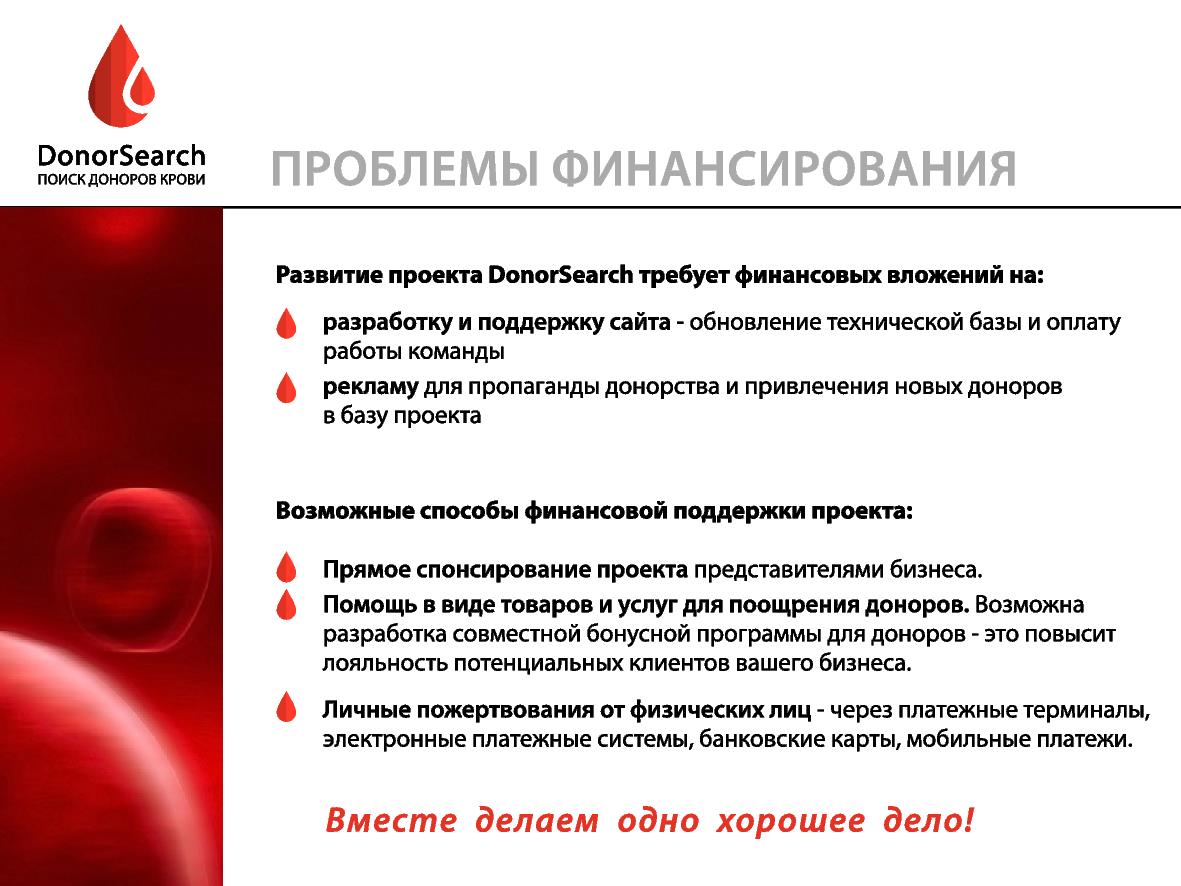 DonorSearch
ПОИСК ДОНОРОВ КРОВИ
ПРОБЛЕМЫ ФИНАНСИРОВАНИЯ
Развитие проекта DonorSearch требует финансовых вложений на:
разработку и поддержку сайта - обновление технической базы и оплату
работы команды
рекламу для пропаганды донорства и привлечения новых доноров
в базу проекта
Возможные способы финансовой поддержки проекта:
Прямое спонсирование проекта представителями бизнеса.
Помощь в виде товаров и услуг для поощрения доноров. Возможна
разработка совместной бонусной программы для доноров - это повысит
лояльность потенциальных клиентов вашего бизнеса.
Личные пожертвования от физических лиц - через платежные терминалы,
электронные платежные системы, банковские карты, мобильные платежи.
Вместе делаем одно хорошее дело!